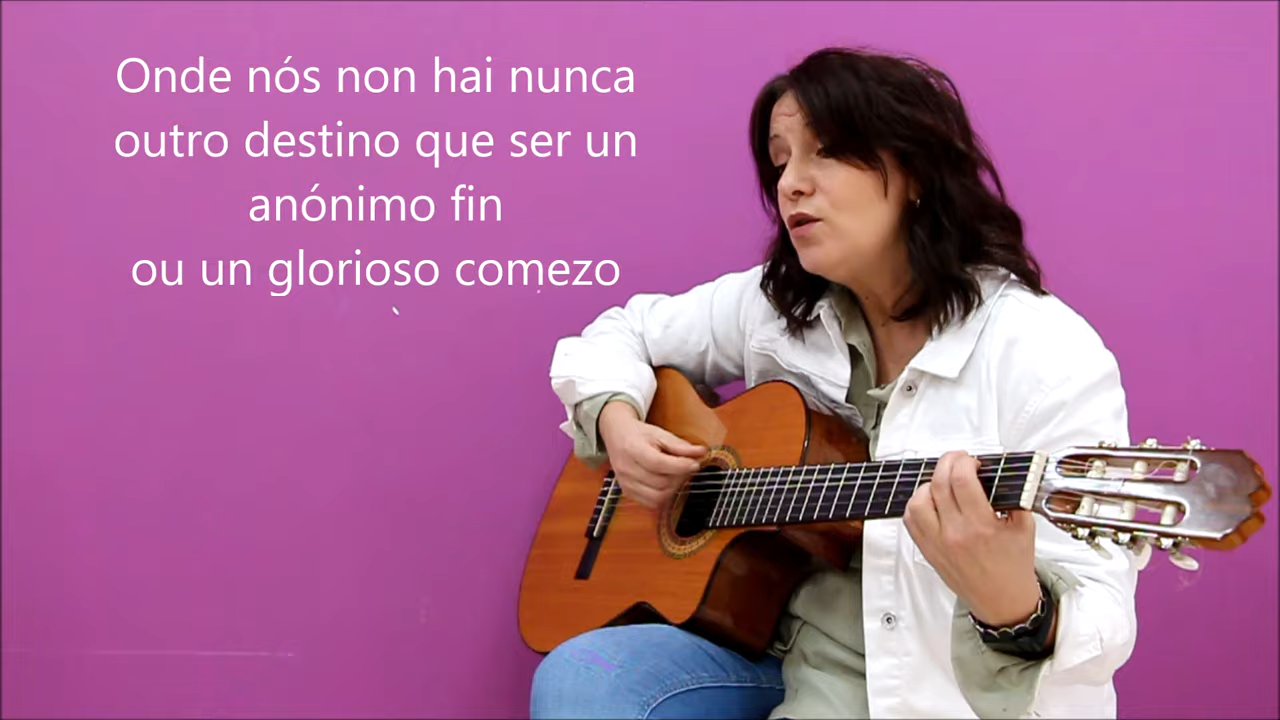 Onde nós non hai nunca
outro destino que ser un
anónimo fin
ou un glorioso comezo